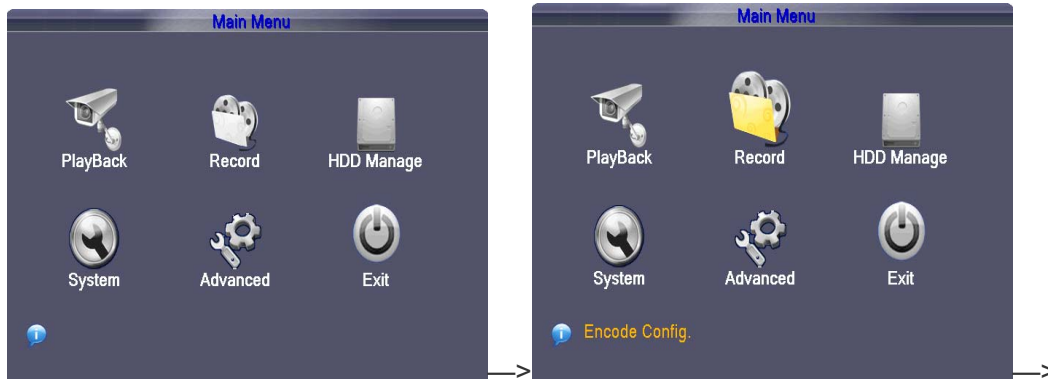 Main Menu
PlayBack Record HDD Manage
System Advanced Exit
Main Menu
PlayBack Record HDD Manage
System Advanced Exit
Encode Config.